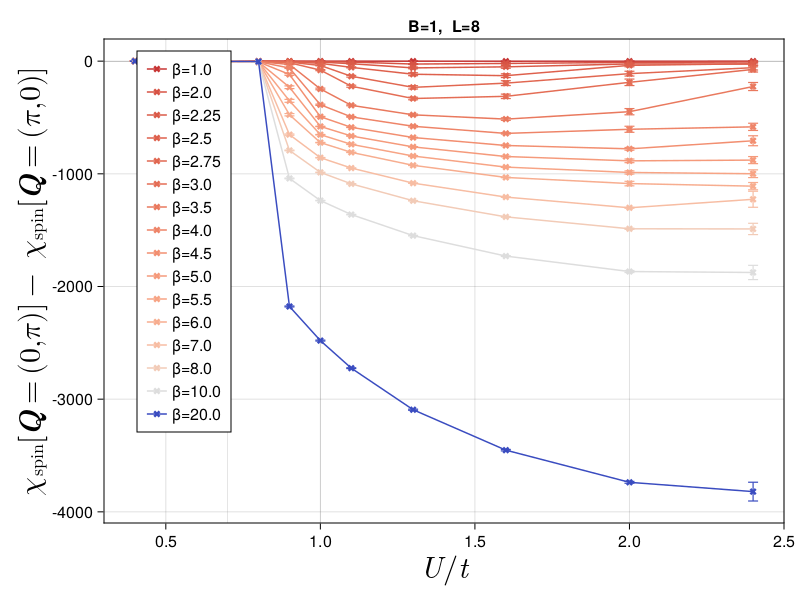 B=1, L=8
χspin[Q = (0,π)] − χspin[Q = (π,0)]
0
-1000
-2000
-3000
-4000
β=1.0
β=2.0
β=2.25
β=2.5
β=2.75
β=3.0
β=3.5
β=4.0
β=4.5
β=5.0
β=5.5
β=6.0
β=7.0
β=8.0
β=10.0
β=20.0
0.5 1.0 1.5 2.0 2.5
U/t